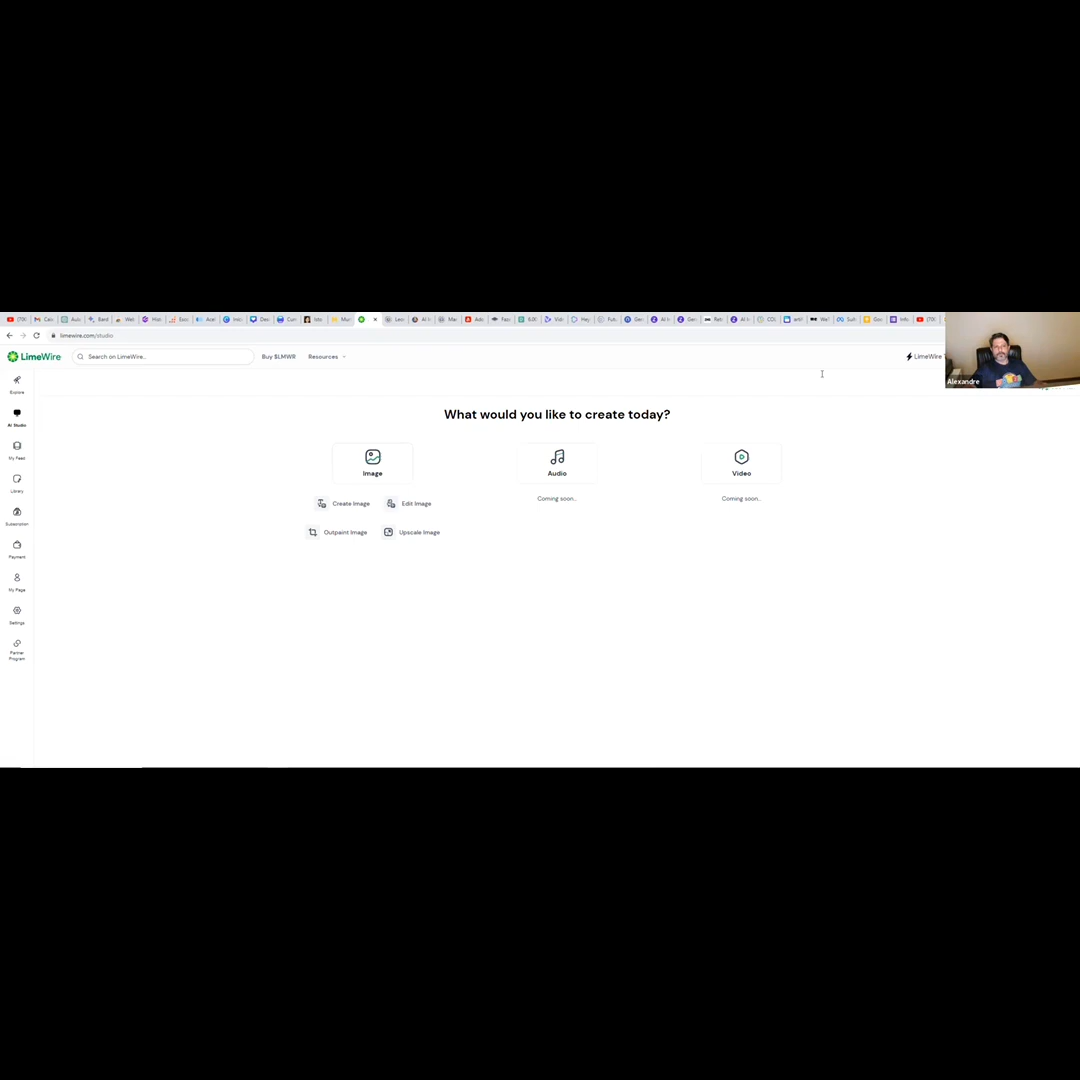 limewire.com/studio
LimeWire
Search on LimeWire...
Buy $LMWR
Resources
LimeWire
Alexandre
Explore
AI Studio
My Feed
Library
Subscription
Payment
My Page
Settings
Partner
Program
What would you like to create today?
Image
Audio
Video
Create Image
Edit Image
Coming soon...
Coming soon...
Outpaint Image
Upscale Image